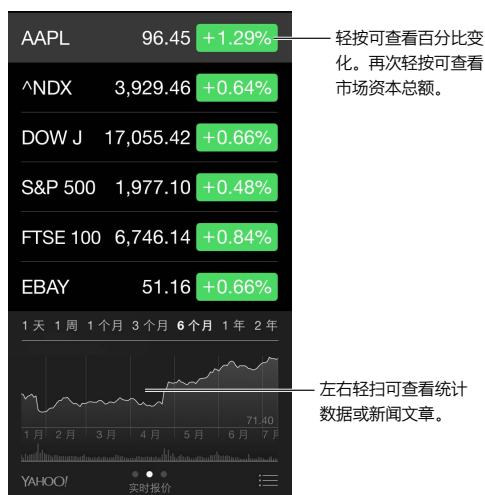 AAPL 96.45 +1.29%
^NDX 3,929.46 +0.64%
DOW J 17,055.42 +0.66%
S&P 500 1,977.10 +0.48%
FTSE 100 6,746.14 +0.84%
EBAY 51.16 +0.66%
1 天 1 周 1 个月 3 个月 6 个月 1 年 2 年
71.40
1 月 2 月 3 月 4 月 5 月 6 月 7 月
YAHOO!
实时报价
轻按可查看百分比变
化。再次轻按可查看
市场资本总额。
左右轻扫可查看统计
数据或新闻文章。